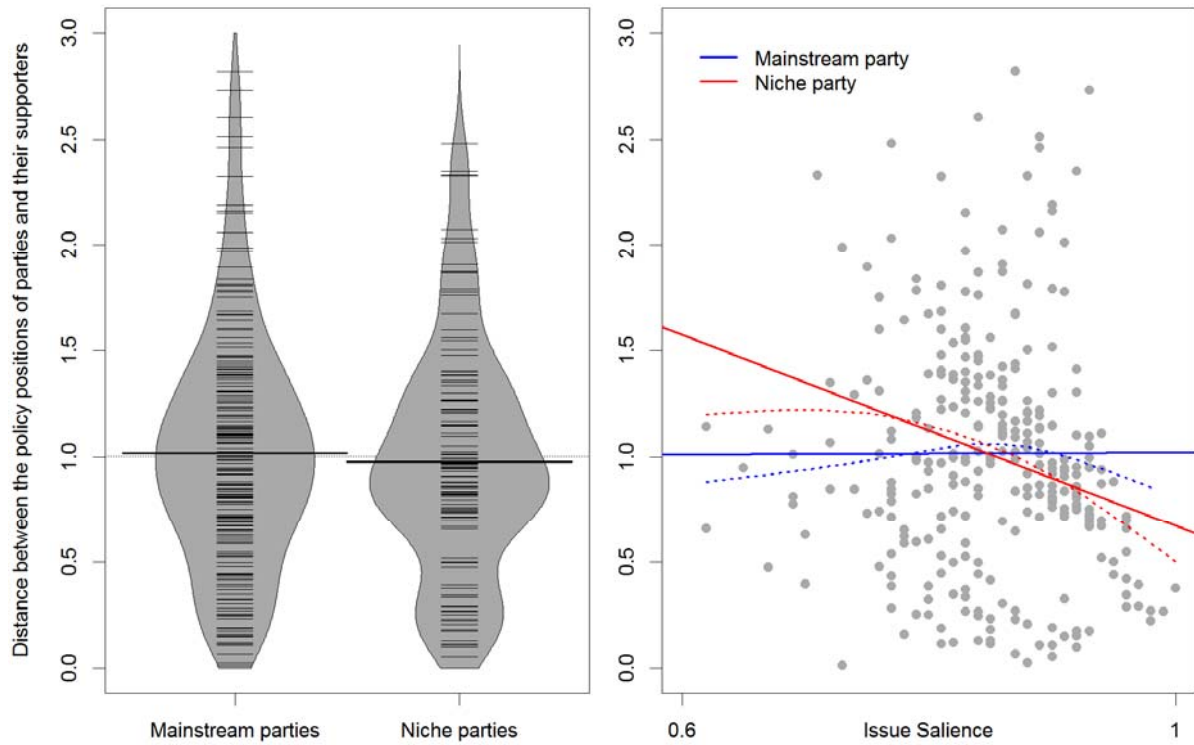 Distance between the policy positions of parties and their supporters
3.0
2.5
2.0
1.5
1.0
0.5
0.0
Mainstream parties
Niche parties
3.0
2.5
2.0
1.5
1.0
0.5
0.0
Mainstream party
Niche party
0.6
Issue Salience
1